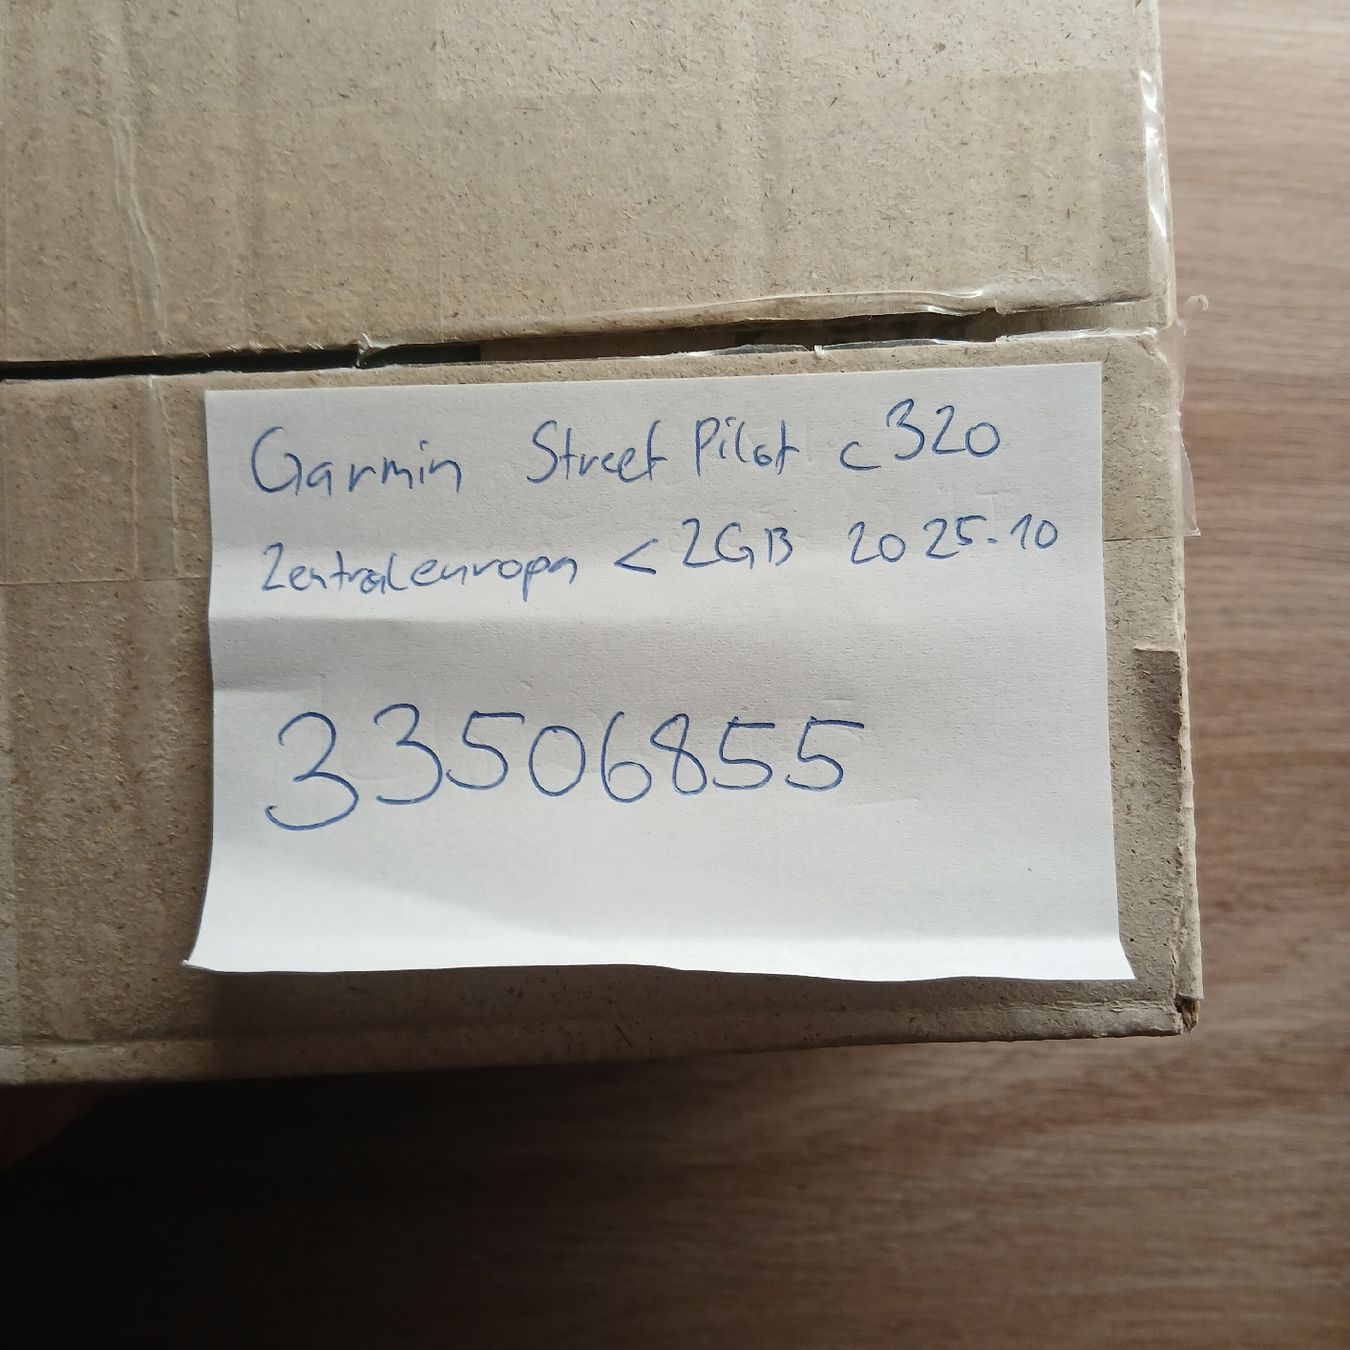 Garmin Street Pilot c320
Zentraleuropa <2GB 2025.10
33506855